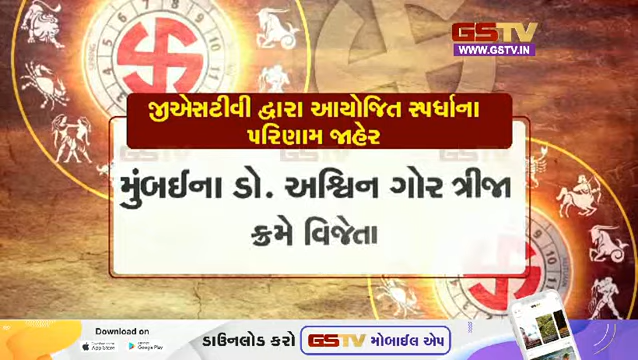 GSTV
WWW.GSTV.IN
જીએસટીવી દ્વારા આયોજિત સ્પર્ધાના
પરિણામ જાહેર
મુંબઈના ડો. અશ્વિન ગોર ત્રીજા
ક્રમે વિજેતા
Download on
App Store
Google Play
ડાઉનલોડ કરો GSTV મોબાઈલ એપ